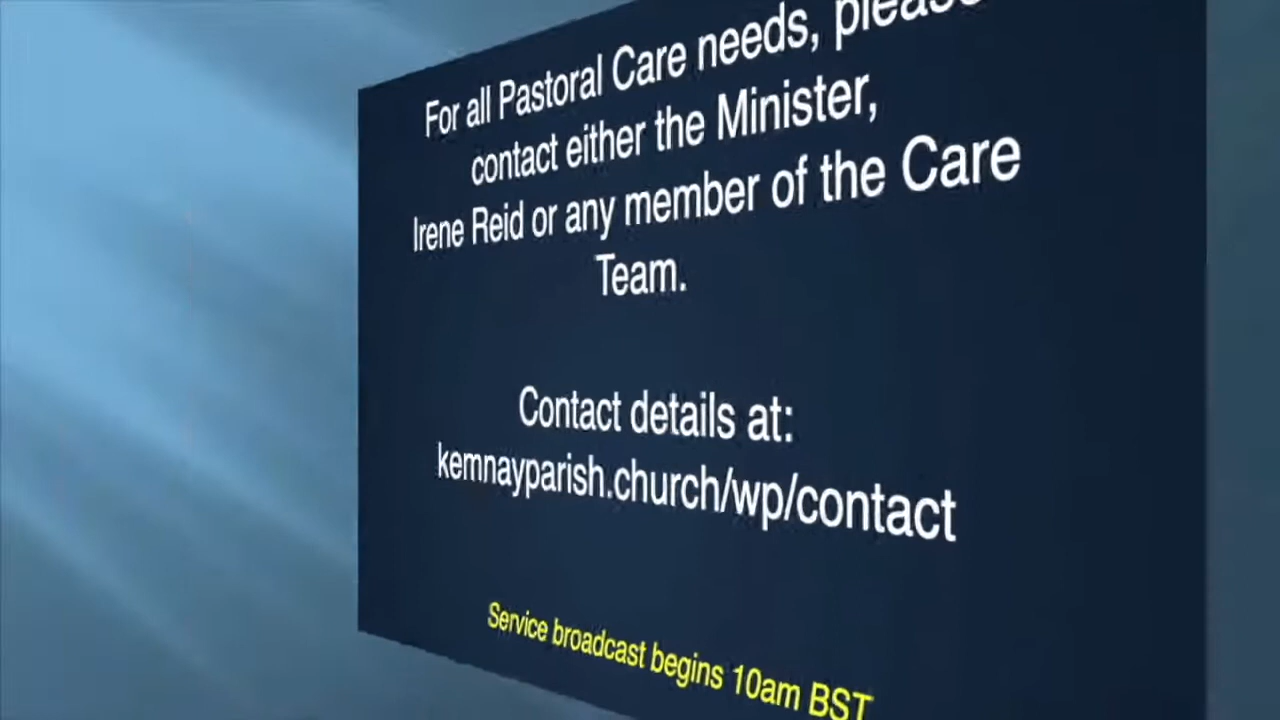 For all Pastoral Care needs, please
contact either the Minister,
Irene Reid or any member of the Care
Team.
Contact details at:
kemnayparish.church/wp/contact
Service broadcast begins 10am BST